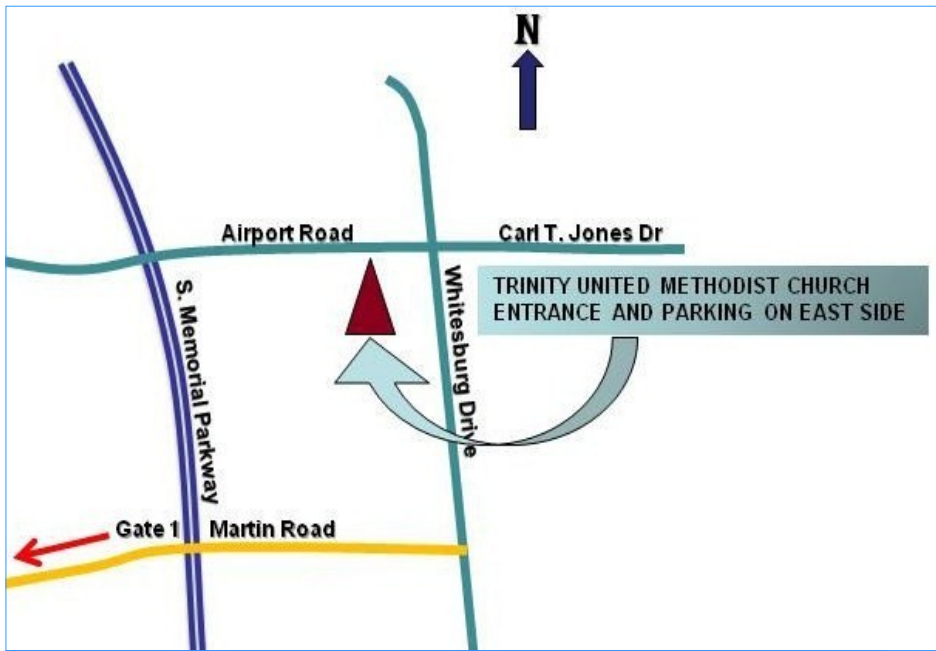 N
Airport Road
Carl T. Jones Dr
TRINITY UNITED METHODIST CHURCH
ENTRANCE AND PARKING ON EAST SIDE
S. Memorial Parkway
Whitesburg Drive
Gate 1
Martin Road